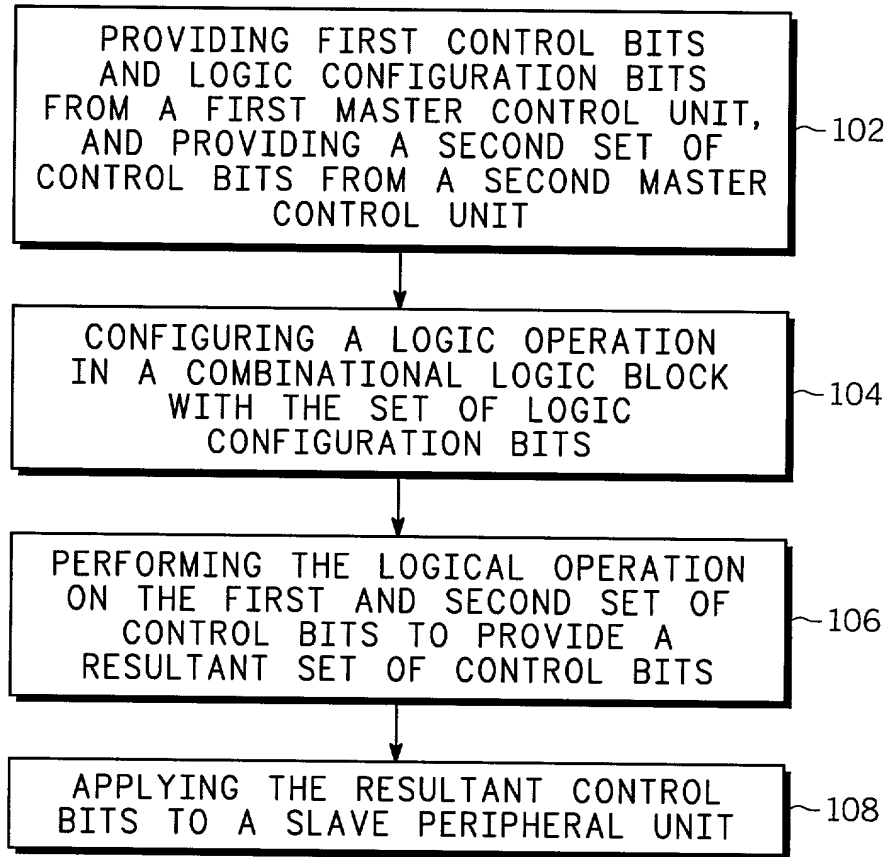 PROVIDING FIRST CONTROL BITS
AND LOGIC CONFIGURATION BITS
FROM A FIRST MASTER CONTROL UNIT,
AND PROVIDING A SECOND SET OF
CONTROL BITS FROM A SECOND MASTER
CONTROL UNIT
102
CONFIGURING A LOGIC OPERATION
IN A COMBINATIONAL LOGIC BLOCK
WITH THE SET OF LOGIC
CONFIGURATION BITS
104
PERFORMING THE LOGICAL OPERATION
ON THE FIRST AND SECOND SET OF
CONTROL BITS TO PROVIDE A
RESULTANT SET OF CONTROL BITS
106
APPLYING THE RESULTANT CONTROL
BITS TO A SLAVE PERIPHERAL UNIT
108